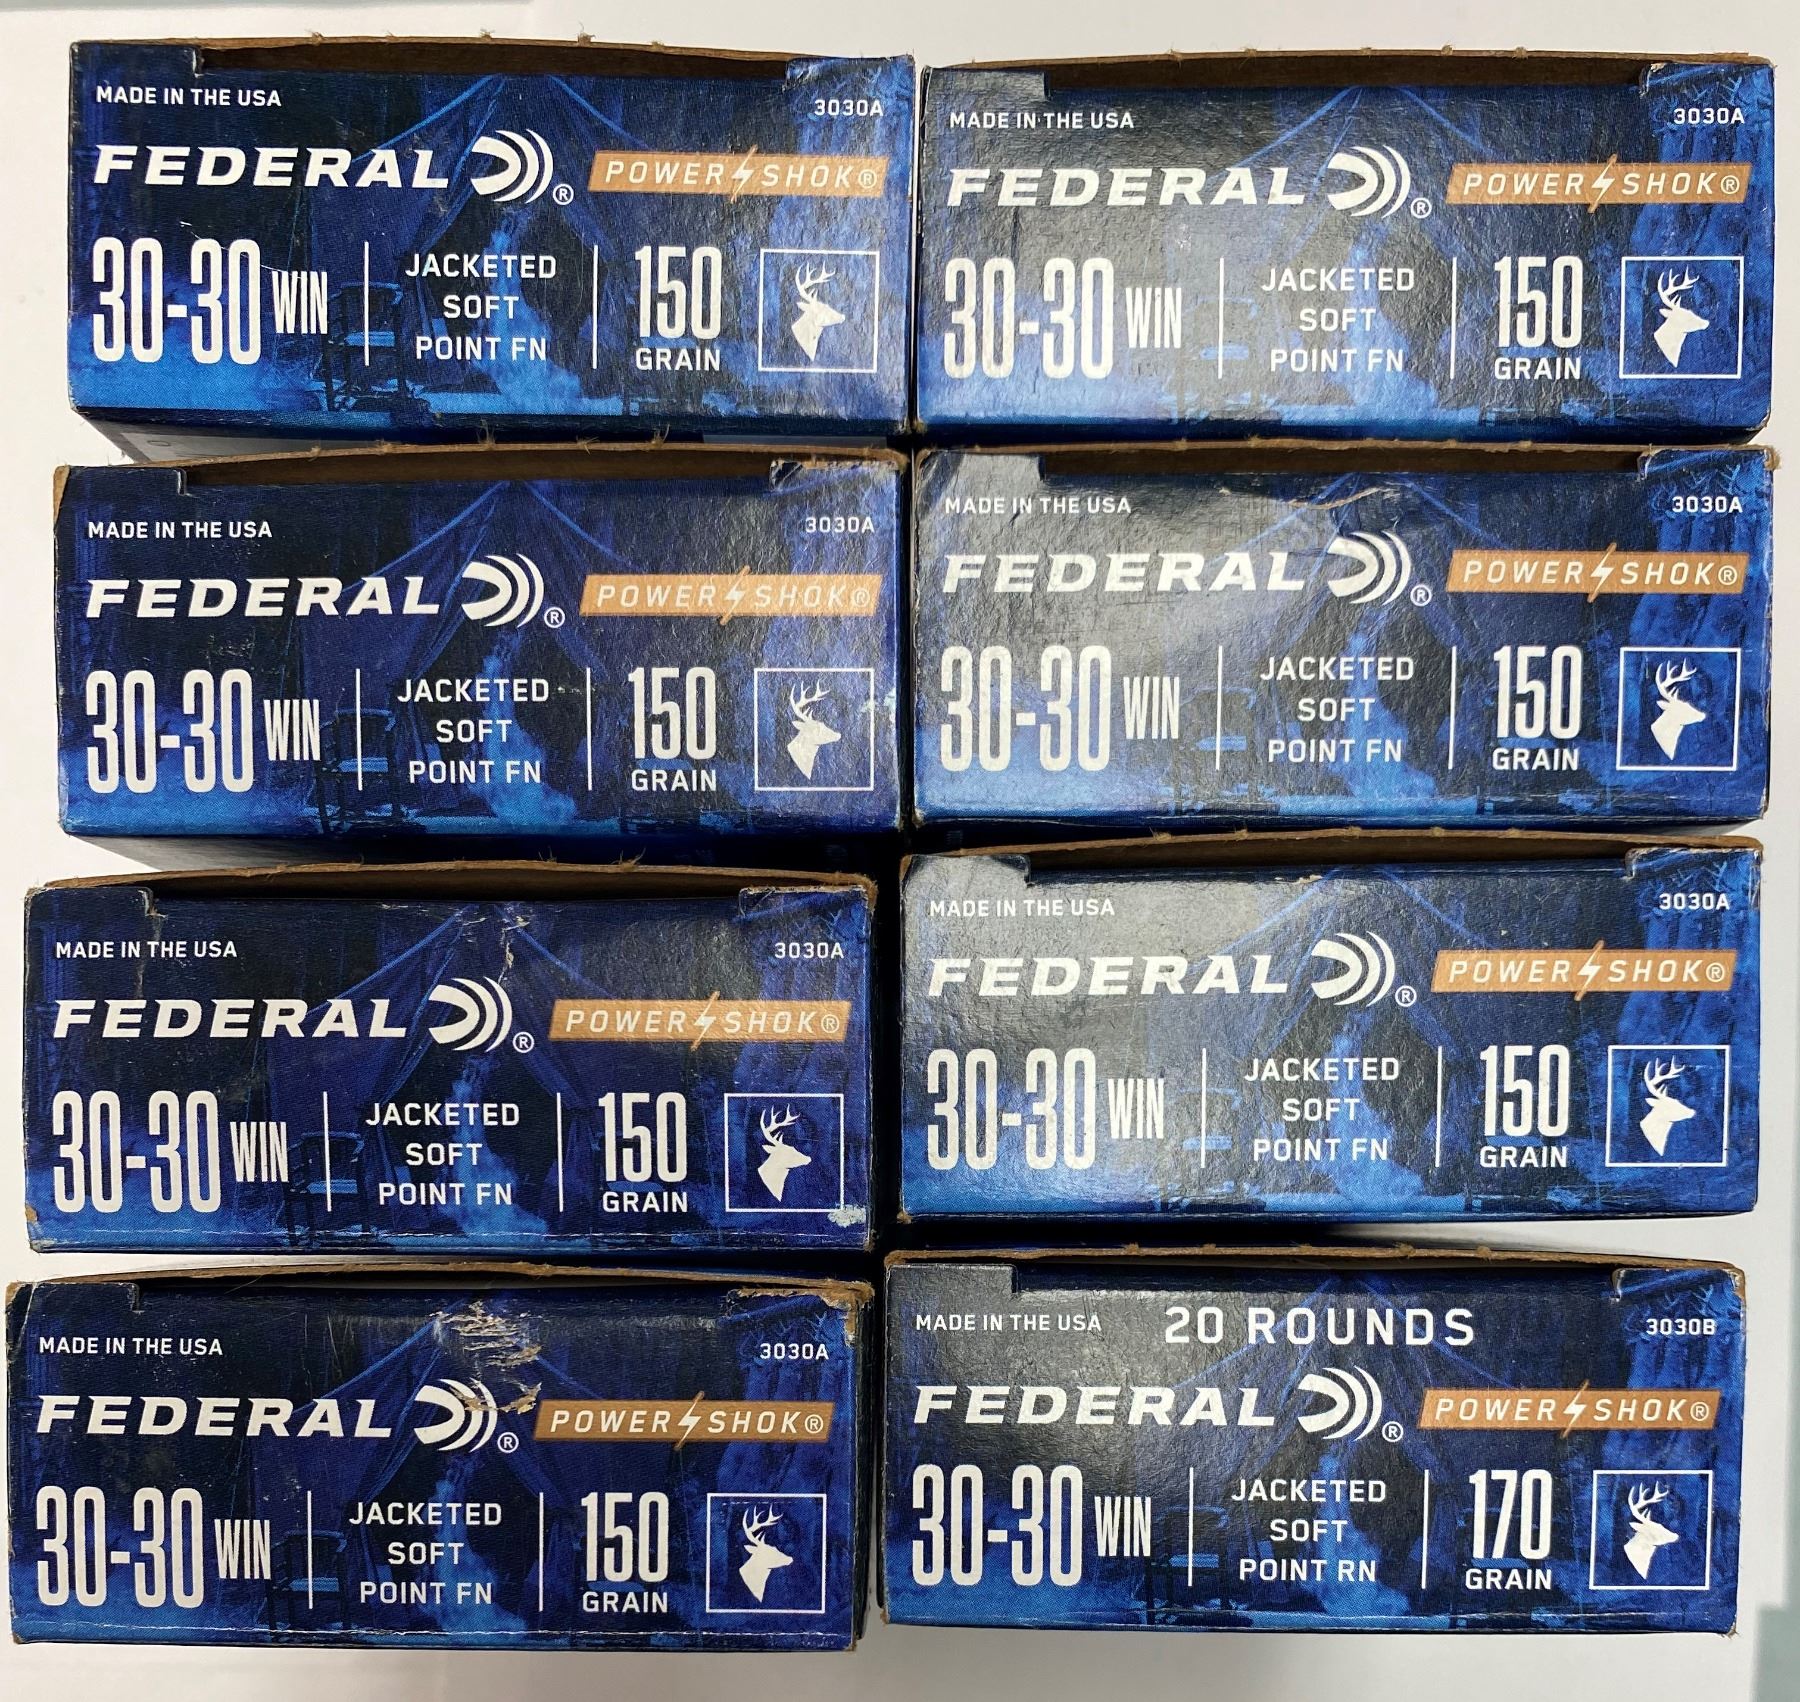 MADE IN THE USA 3030A
FEDERAL ® POWER SHOK®
30-30 WIN JACKETED SOFT POINT FN 150 GRAIN
MADE IN THE USA 3030A
FEDERAL ® POWER SHOK®
30-30 WIN JACKETED SOFT POINT FN 150 GRAIN
MADE IN THE USA 3030A
FEDERAL ® POWER SHOK®
30-30 WIN JACKETED SOFT POINT FN 150 GRAIN
MADE IN THE USA 3030A
FEDERAL ® POWER SHOK®
30-30 WIN JACKETED SOFT POINT FN 150 GRAIN
MADE IN THE USA 3030A
FEDERAL ® POWER SHOK®
30-30 WIN JACKETED SOFT POINT FN 150 GRAIN
MADE IN THE USA 3030A
FEDERAL ® POWER SHOK®
30-30 WIN JACKETED SOFT POINT FN 150 GRAIN
MADE IN THE USA 3030A
FEDERAL ® POWER SHOK®
30-30 WIN JACKETED SOFT POINT FN 150 GRAIN
MADE IN THE USA 20 ROUNDS 3030B
FEDERAL ® POWER SHOK®
30-30 WIN JACKETED SOFT POINT RN 170 GRAIN